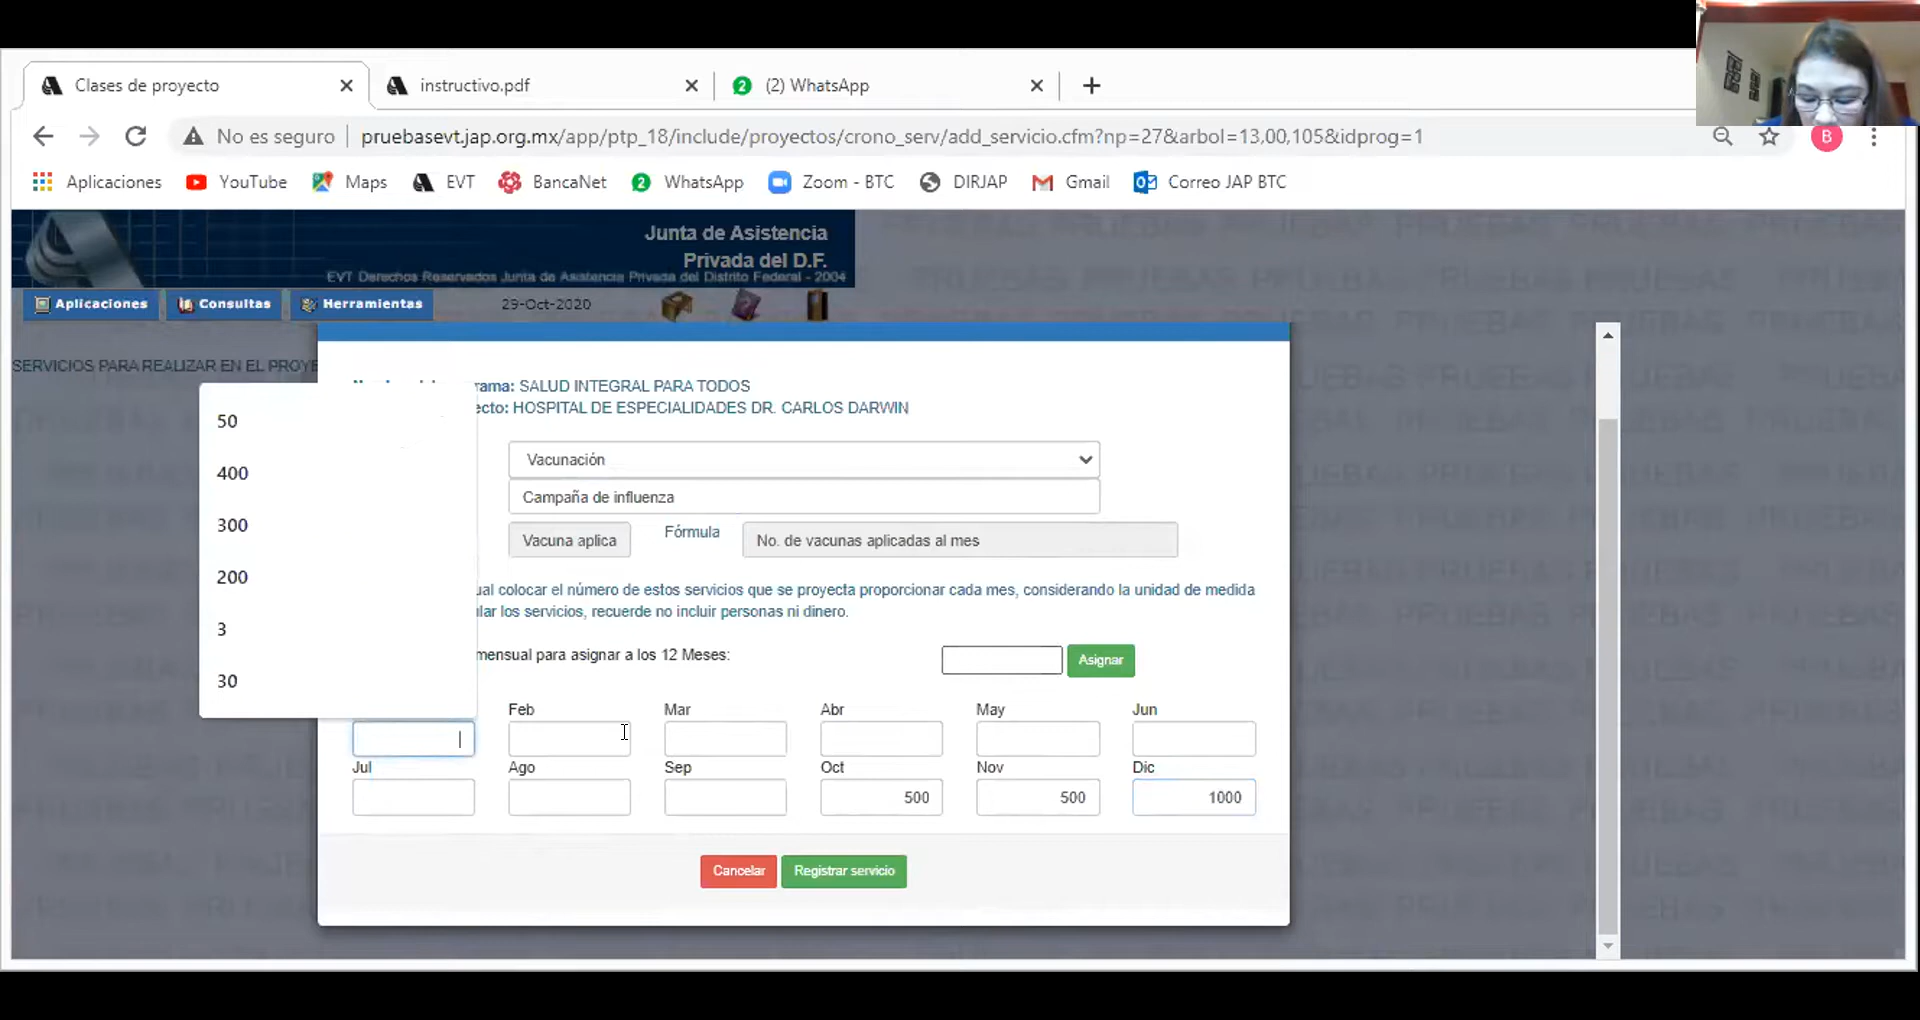 Clases de proyecto
instructivo.pdf
2
(2) WhatsApp
No es seguro
pruebasevt.jap.org.mx/app/ptp_18/include/proyectos/crono_serv/add_servicio.cfm?np=27&arbol=13,00,105&idprog=1
B
Aplicaciones
YouTube
Maps
EVT
BancaNet
2
WhatsApp
Zoom - BTC
DIRJAP
Gmail
Correo JAP BTC
Junta de Asistencia
Privada del D.F.
EVT Derechos Reservados Junta de Asistencia Privada del Distrito Federal - 2004
Aplicaciones
Consultas
Herramientas
29-Oct-2020
SERVICIOS PARA REALIZAR EN EL PROYE
rama: SALUD INTEGRAL PARA TODOS
ecto: HOSPITAL DE ESPECIALIDADES DR. CARLOS DARWIN
50
400
300
200
3
30
Vacunación
Campaña de influenza
Vacuna aplica
Fórmula
No. de vacunas aplicadas al mes
ual colocar el número de estos servicios que se proyecta proporcionar cada mes, considerando la unidad de medida
ular los servicios, recuerde no incluir personas ni dinero.
mensual para asignar a los 12 Meses:
Asignar
Feb
Mar
Abr
May
Jun
Jul
Ago
Sep
Oct
Nov
Dic
500
500
1000
Cancelar
Registrar servicio
PRUEBAS PRUEBAS PRUEBAS PRUEBAS